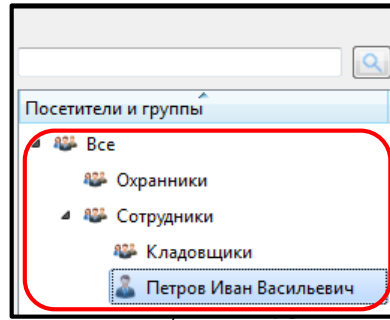 Посетители и группы
Все
Охранники
Сотрудники
Кладовщики
Петров Иван Васильевич